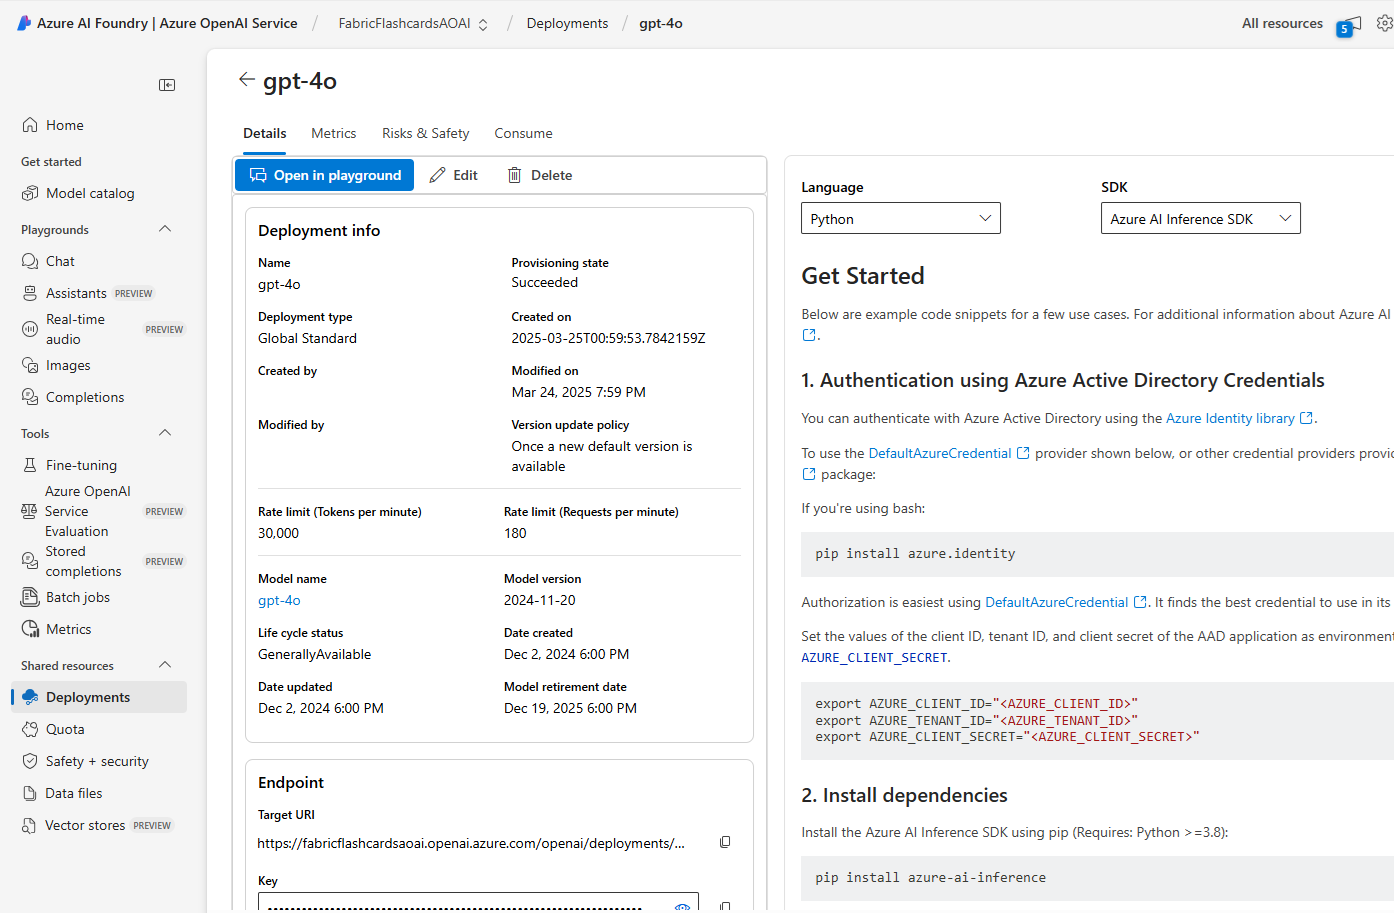 Azure AI Foundry | Azure OpenAI Service / FabricFlashcardsAOAI / Deployments / gpt-4o
All resources
5
Home
Get started
Model catalog
Playgrounds
Chat
Assistants PREVIEW
Real-time
audio
PREVIEW
Images
Completions
Tools
Fine-tuning
Azure OpenAI
Service
Evaluation
PREVIEW
Stored
completions
PREVIEW
Batch jobs
Metrics
Shared resources
Deployments
Quota
Safety + security
Data files
Vector stores PREVIEW
gpt-4o
Details Metrics Risks & Safety Consume
Open in playground Edit Delete
Deployment info
Name
gpt-4o
Provisioning state
Succeeded
Deployment type
Global Standard
Created on
2025-03-25T00:59:53.7842159Z
Created by
Modified on
Mar 24, 2025 7:59 PM
Modified by
Version update policy
Once a new default version is
available
Rate limit (Tokens per minute)
30,000
Rate limit (Requests per minute)
180
Model name
gpt-4o
Model version
2024-11-20
Life cycle status
GenerallyAvailable
Date created
Dec 2, 2024 6:00 PM
Date updated
Dec 2, 2024 6:00 PM
Model retirement date
Dec 19, 2025 6:00 PM
Endpoint
Target URI
https://fabricflashcardsaoai.openai.azure.com/openai/deployments/...
Key
Language
Python
SDK
Azure AI Inference SDK
Get Started
Below are example code snippets for a few use cases. For additional information about Azure AI
.
1. Authentication using Azure Active Directory Credentials
You can authenticate with Azure Active Directory using the Azure Identity library .
To use the DefaultAzureCredential provider shown below, or other credential providers provic
package:
If you're using bash:
pip install azure.identity
Authorization is easiest using DefaultAzureCredential . It finds the best credential to use in its
Set the values of the client ID, tenant ID, and client secret of the AAD application as environment
AZURE_CLIENT_SECRET.
export AZURE_CLIENT_ID="<AZURE_CLIENT_ID>"
export AZURE_TENANT_ID="<AZURE_TENANT_ID>"
export AZURE_CLIENT_SECRET="<AZURE_CLIENT_SECRET>"
2. Install dependencies
Install the Azure AI Inference SDK using pip (Requires: Python >=3.8):
pip install azure-ai-inference